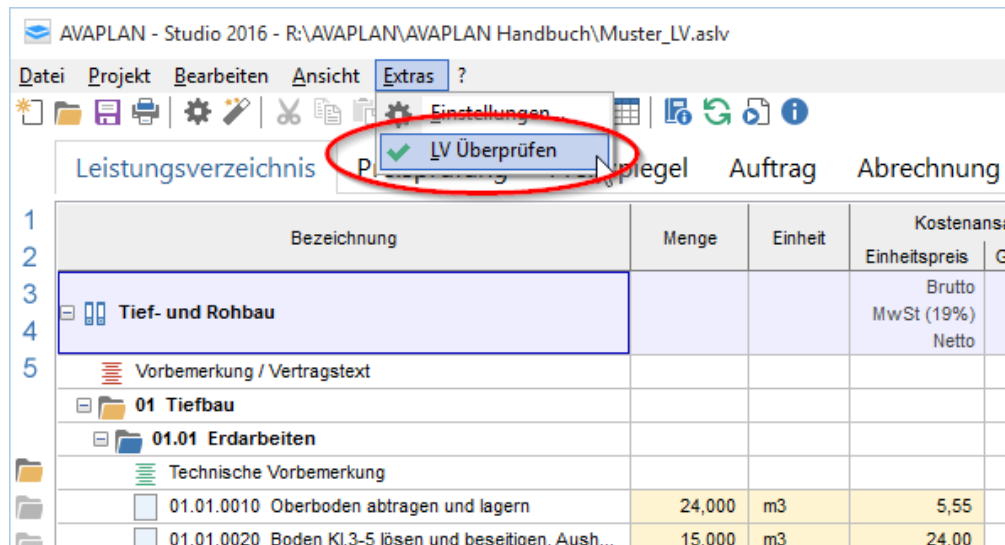 AVAPLAN - Studio 2016 - R:\AVAPLAN\AVAPLAN Handbuch\Muster_LV.aslv
Datei Projekt Bearbeiten Ansicht Extras ?
Einstellungen...
LV Überprüfen
Leistungsverzeichnis Auftrag Abrechnung
1
2
3
4
5
Bezeichnung Menge Einheit
Einheitspreis
Tief- und Rohbau
Brutto
MwSt (19%)
Netto
Vorbemerkung / Vertragstext
01 Tiefbau
01.01 Erdarbeiten
Technische Vorbemerkung
01.01.0010 Oberboden abtragen und lagern 24,000 m3 5,55
01.01.0020 Boden Kl.3-5 lösen und beseitigen, Aush... 15,000 m3 24,00